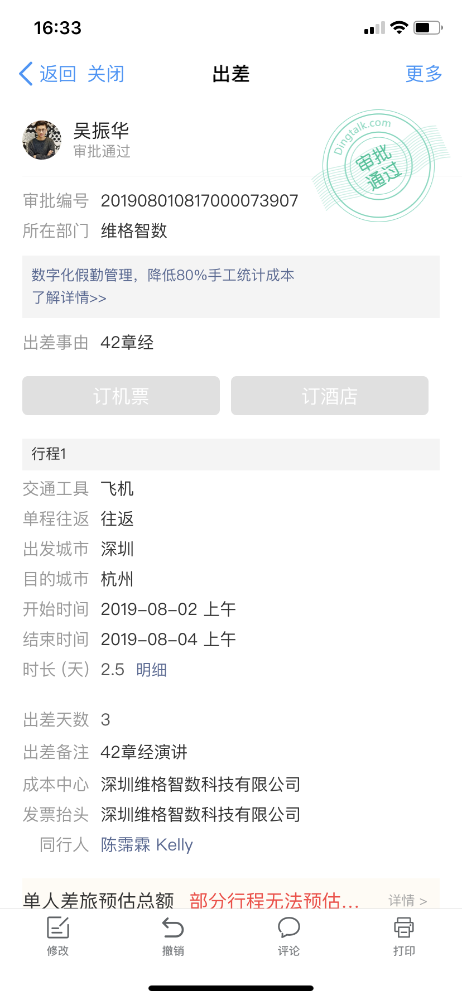 16:33
返回 关闭 出差 更多
吴振华
审批通过
Dingtalk.com
审批
通过
审批编号 201908010817000073907
所在部门 维格智数
数字化假勤管理，降低80%手工统计成本
了解详情>>
出差事由 42章经
订机票 订酒店
行程1
交通工具 飞机
单程往返 往返
出发城市 深圳
目的城市 杭州
开始时间 2019-08-02 上午
结束时间 2019-08-04 上午
时长 (天) 2.5 明细
出差天数 3
出差备注 42章经演讲
成本中心 深圳维格智数科技有限公司
发票抬头 深圳维格智数科技有限公司
同行人 陈霈霖 Kelly
单人差旅预估总额 部分行程无法预估... 详情 >
修改 撤销 评论 打印